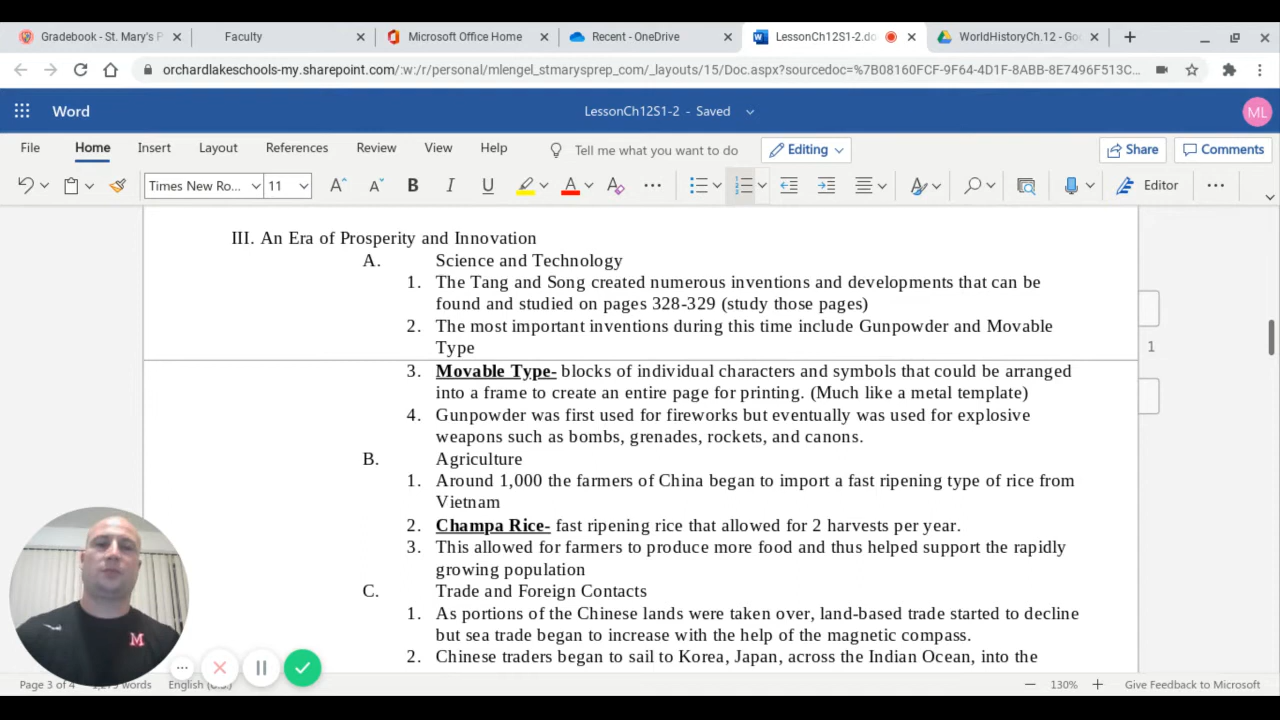 Gradebook - St. Mary's P
Faculty
Microsoft Office Home
Recent - OneDrive
LessonCh12S1-2.do
WorldHistoryCh.12 - Goo
orchardlakeschools-my.sharepoint.com/:w:/r/personal/mlengel_stmarysprep_com/_layouts/15/Doc.aspx?sourcedoc=%7B08160FCF-9F64-4D1F-8ABB-8E7496F513C...
Word
LessonCh12S1-2 - Saved
ML
File Home Insert Layout References Review View Help Tell me what you want to do Editing Share Comments
Times New Ro... 11 A A B I U A A Editor
III. An Era of Prosperity and Innovation
A. Science and Technology
1. The Tang and Song created numerous inventions and developments that can be
found and studied on pages 328-329 (study those pages)
2. The most important inventions during this time include Gunpowder and Movable
Type
1
3. Movable Type- blocks of individual characters and symbols that could be arranged
into a frame to create an entire page for printing. (Much like a metal template)
4. Gunpowder was first used for fireworks but eventually was used for explosive
weapons such as bombs, grenades, rockets, and canons.
B. Agriculture
1. Around 1,000 the farmers of China began to import a fast ripening type of rice from
Vietnam
2. Champa Rice- fast ripening rice that allowed for 2 harvests per year.
3. This allowed for farmers to produce more food and thus helped support the rapidly
growing population
C. Trade and Foreign Contacts
1. As portions of the Chinese lands were taken over, land-based trade started to decline
but sea trade began to increase with the help of the magnetic compass.
2. Chinese traders began to sail to Korea, Japan, across the Indian Ocean, into the
M
Page 3 of 4 words English 130% Give Feedback to Microsoft